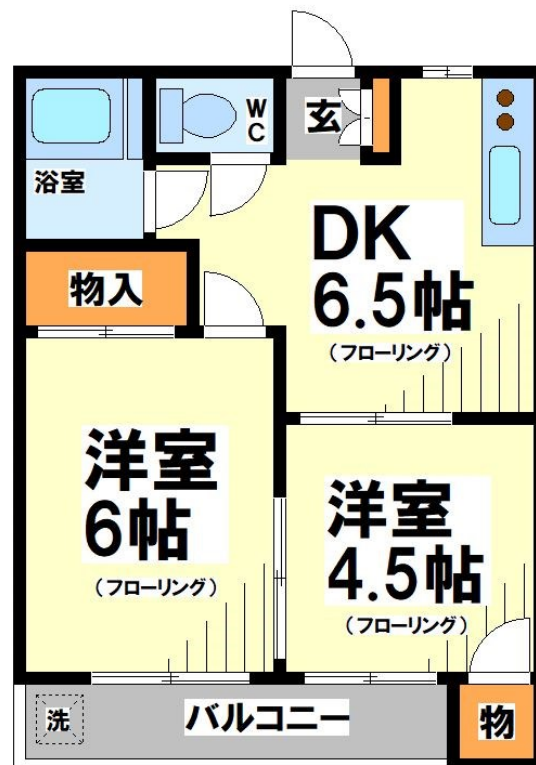 WC
玄
浴室
DK
6.5帖
（フローリング）
物入
洋室
6帖
（フローリング）
洋室
4.5帖
（フローリング）
洗
バルコニー
物